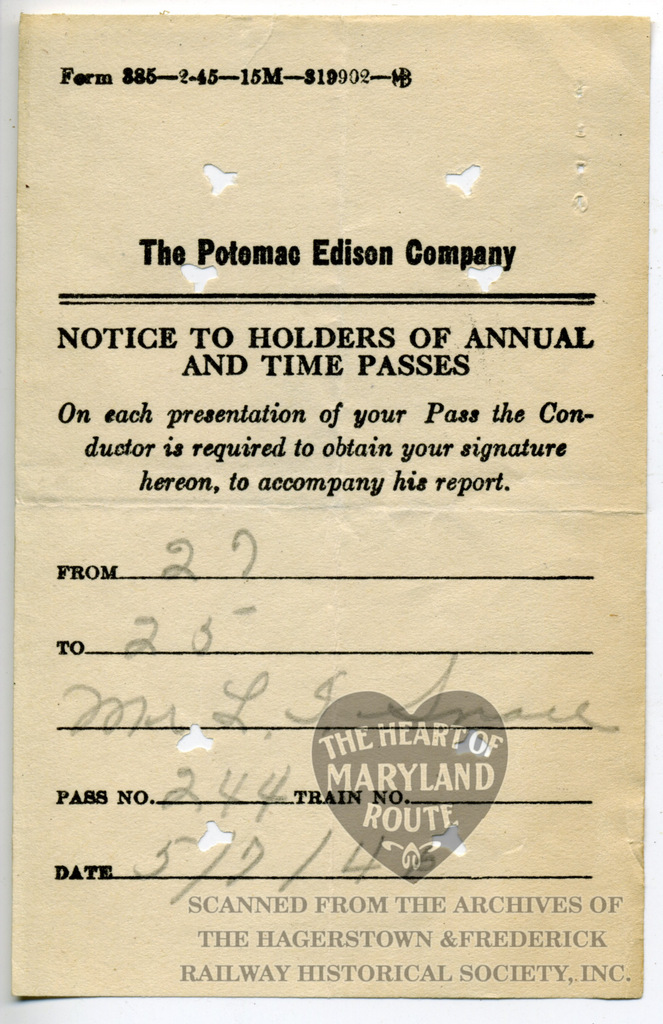 Form 385—2-45—15M—319902—MB
The Potomac Edison Company
NOTICE TO HOLDERS OF ANNUAL
AND TIME PASSES
On each presentation of your Pass the Con-
ductor is required to obtain your signature
hereon, to accompany his report.
FROM 27
TO 25
Mr L.
PASS NO. 244 TRAIN NO.
DATE 5/7/45
THE HEART OF
MARYLAND
ROUTE
SCANNED FROM THE ARCHIVES OF
THE HAGERSTOWN &FREDERICK
RAILWAY HISTORICAL SOCIETY, INC.